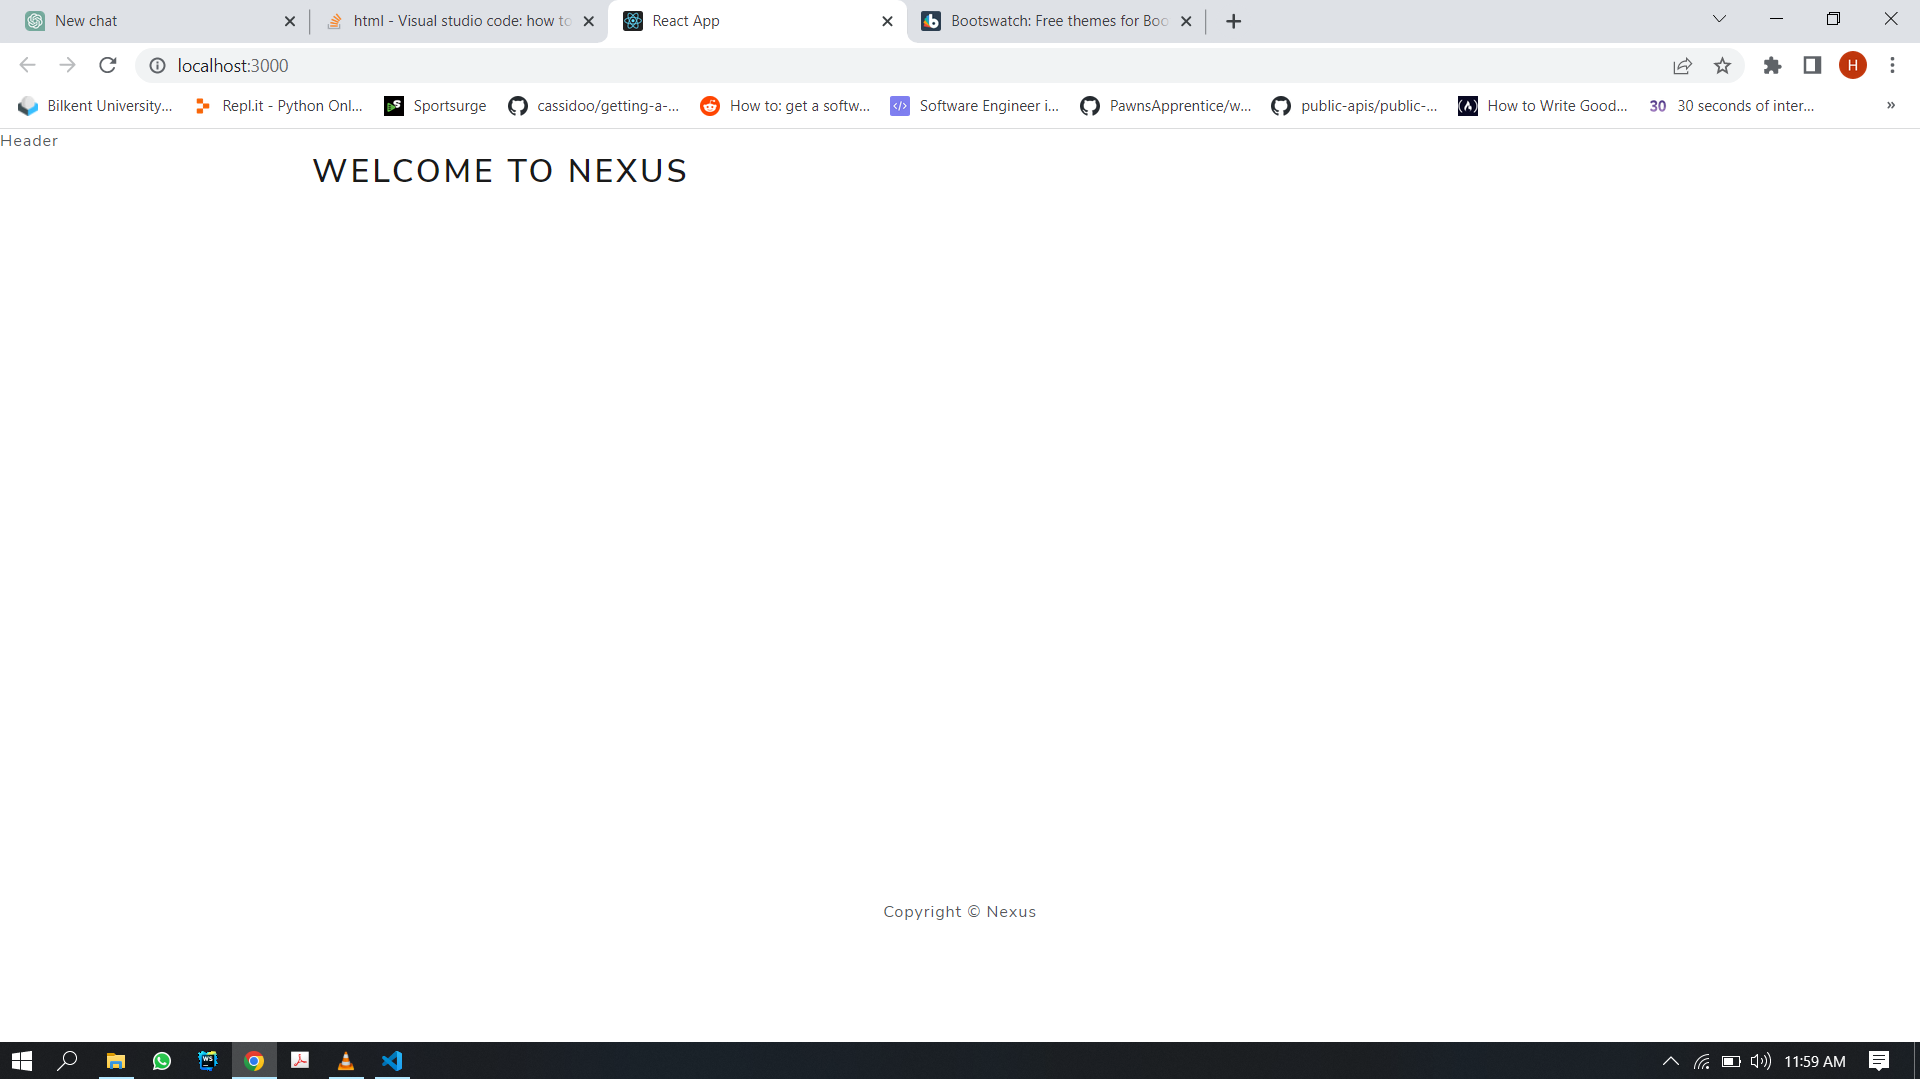 New chat
html - Visual studio code: how to
React App
Bootswatch: Free themes for Boo
localhost:3000
H
Bilkent University...
Repl.it - Python Onl...
Sportsurge
cassidoo/getting-a-...
How to: get a softw...
Software Engineer i...
PawnsApprentice/w...
public-apis/public-...
How to Write Good...
30
30 seconds of inter...
»
Header
WELCOME TO NEXUS
Copyright © Nexus
WS
11:59 AM